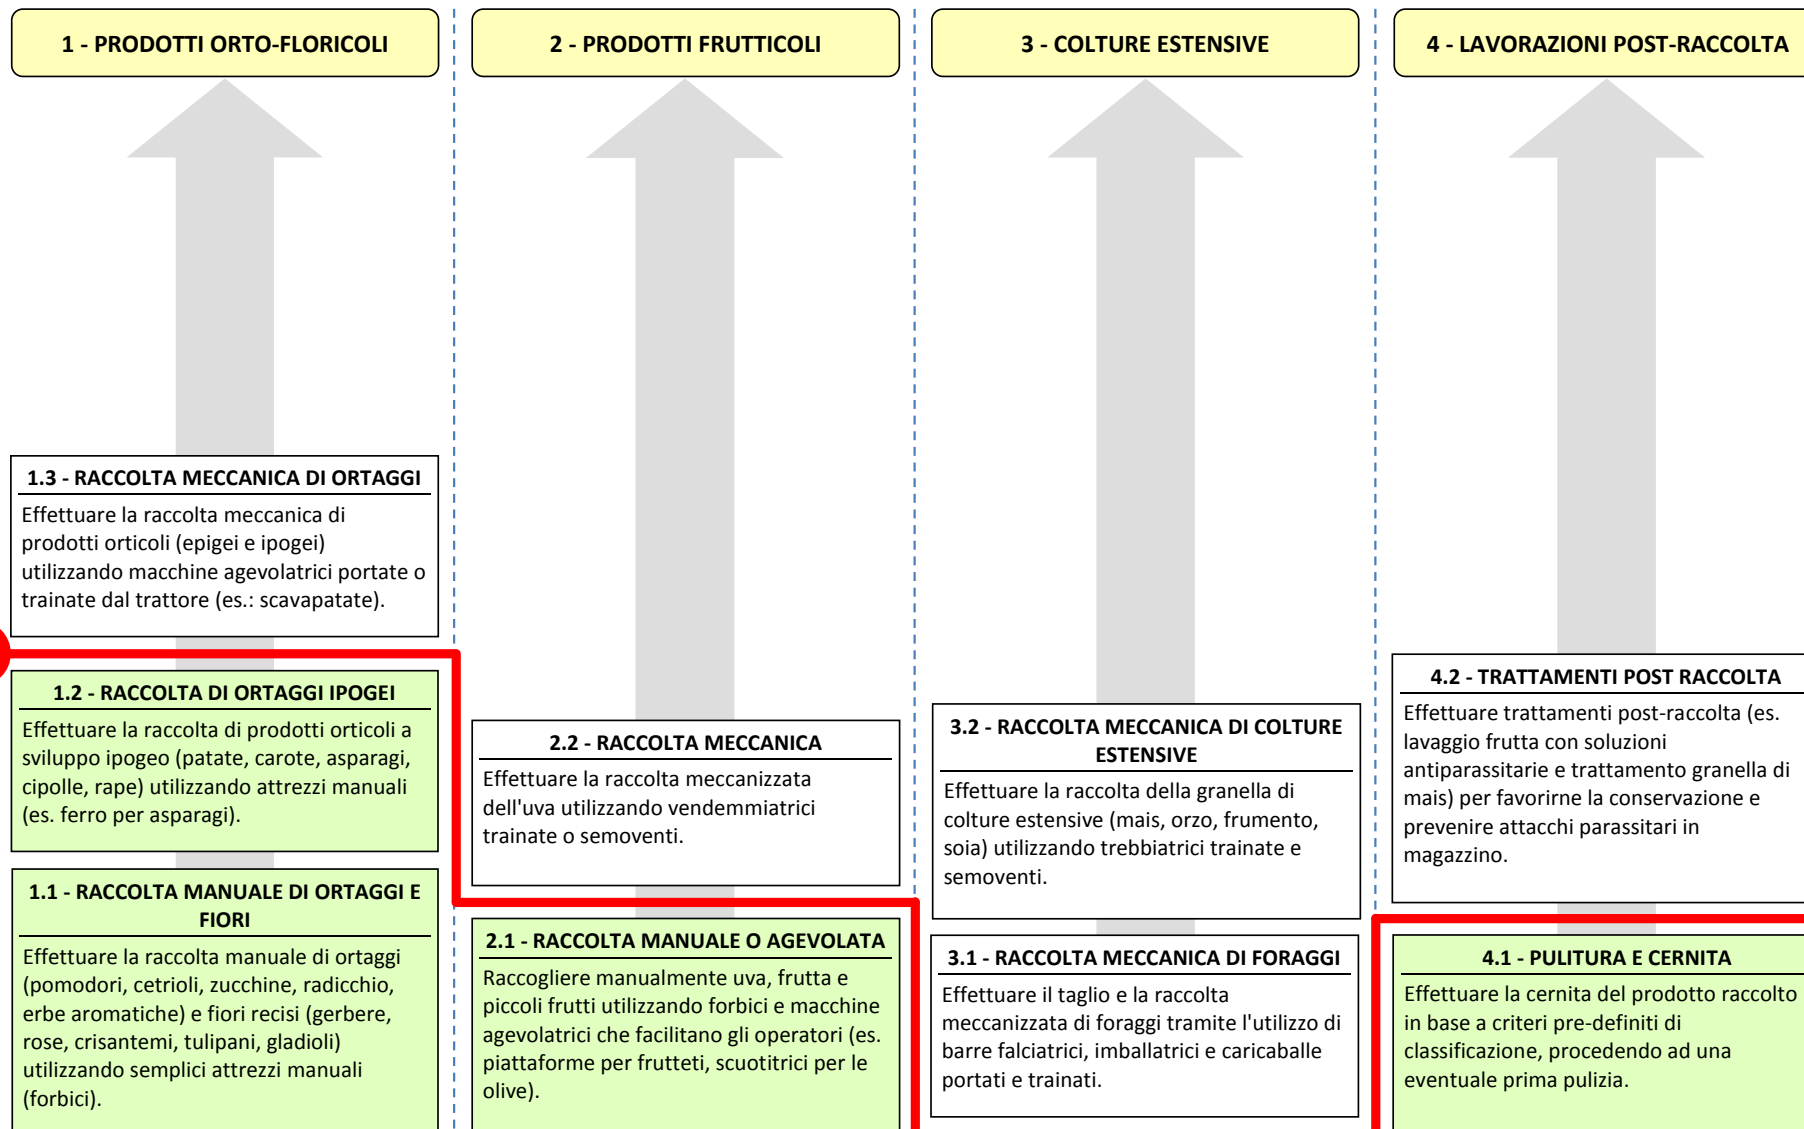 1 - PRODOTTI ORTO-FLORICOLI
2 - PRODOTTI FRUTTICOLI
3 - COLTURE ESTENSIVE
4 - LAVORAZIONI POST-RACCOLTA
1.3 - RACCOLTA MECCANICA DI ORTAGGI
Effettuare la raccolta meccanica di
prodotti orticoli (epigei e ipogei)
utilizzando macchine agevolatrici portate o
trainate dal trattore (es.: scavapatate).
1.2 - RACCOLTA DI ORTAGGI IPOGEI
Effettuare la raccolta di prodotti orticoli a
sviluppo ipogeo (patate, carote, asparagi,
cipolle, rape) utilizzando attrezzi manuali
(es. ferro per asparagi).
1.1 - RACCOLTA MANUALE DI ORTAGGI E
FIORI
Effettuare la raccolta manuale di ortaggi
(pomodori, cetrioli, zucchine, radicchio,
erbe aromatiche) e fiori recisi (gerbere,
rose, crisantemi, tulipani, gladioli)
utilizzando semplici attrezzi manuali
(forbici).
2.2 - RACCOLTA MECCANICA
Effettuare la raccolta meccanizzata
dell'uva utilizzando vendemmiatrici
trainate o semoventi.
2.1 - RACCOLTA MANUALE O AGEVOLATA
Raccogliere manualmente uva, frutta e
piccoli frutti utilizzando forbici e macchine
agevolatrici che facilitano gli operatori (es.
piattaforme per frutteti, scuotitrici per le
olive).
3.2 - RACCOLTA MECCANICA DI COLTURE
ESTENSIVE
Effettuare la raccolta della granella di
colture estensive (mais, orzo, frumento,
soia) utilizzando trebbiatrici trainate e
semoventi.
3.1 - RACCOLTA MECCANICA DI FORAGGI
Effettuare il taglio e la raccolta
meccanizzata di foraggi tramite l'utilizzo di
barre falciatrici, imballatrici e caricaballe
portati e trainati.
4.2 - TRATTAMENTI POST RACCOLTA
Effettuare trattamenti post-raccolta (es.
lavaggio frutta con soluzioni
antiparassitarie e trattamento granella di
mais) per favorirne la conservazione e
prevenire attacchi parassitari in
magazzino.
4.1 - PULITURA E CERNITA
Effettuare la cernita del prodotto raccolto
in base a criteri pre-definiti di
classificazione, procedendo ad una
eventuale prima pulizia.